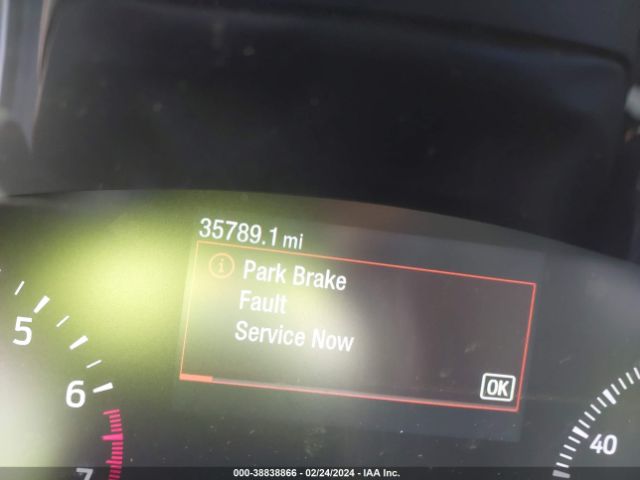 35789.1 mi
Park Brake
Fault
Service Now
OK
5
6
7
40
000-38838866 - 02/24/2024 - IAA Inc.